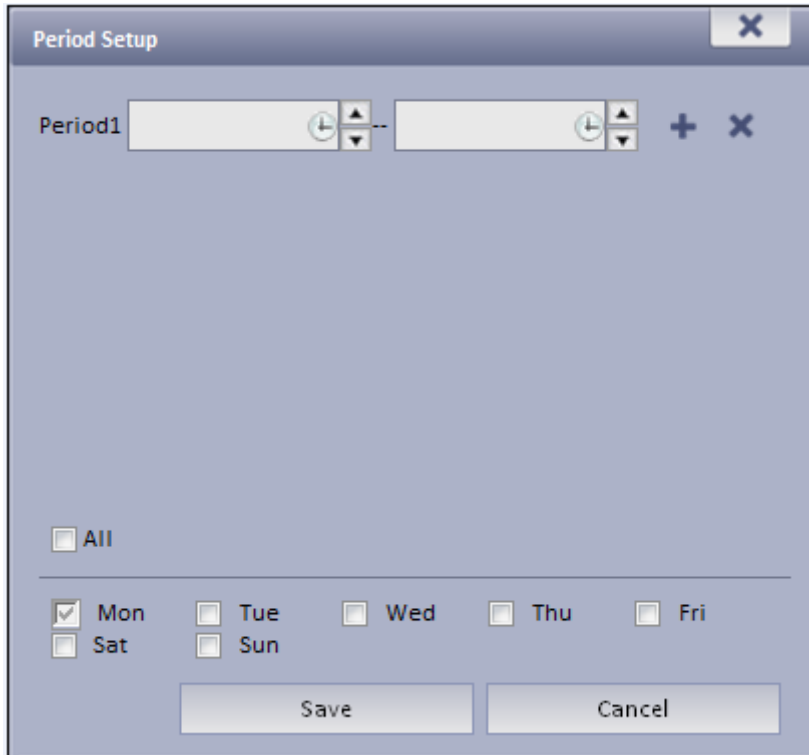 Period Setup
Period1 --
All
Mon Tue Wed Thu Fri
Sat Sun
Save Cancel